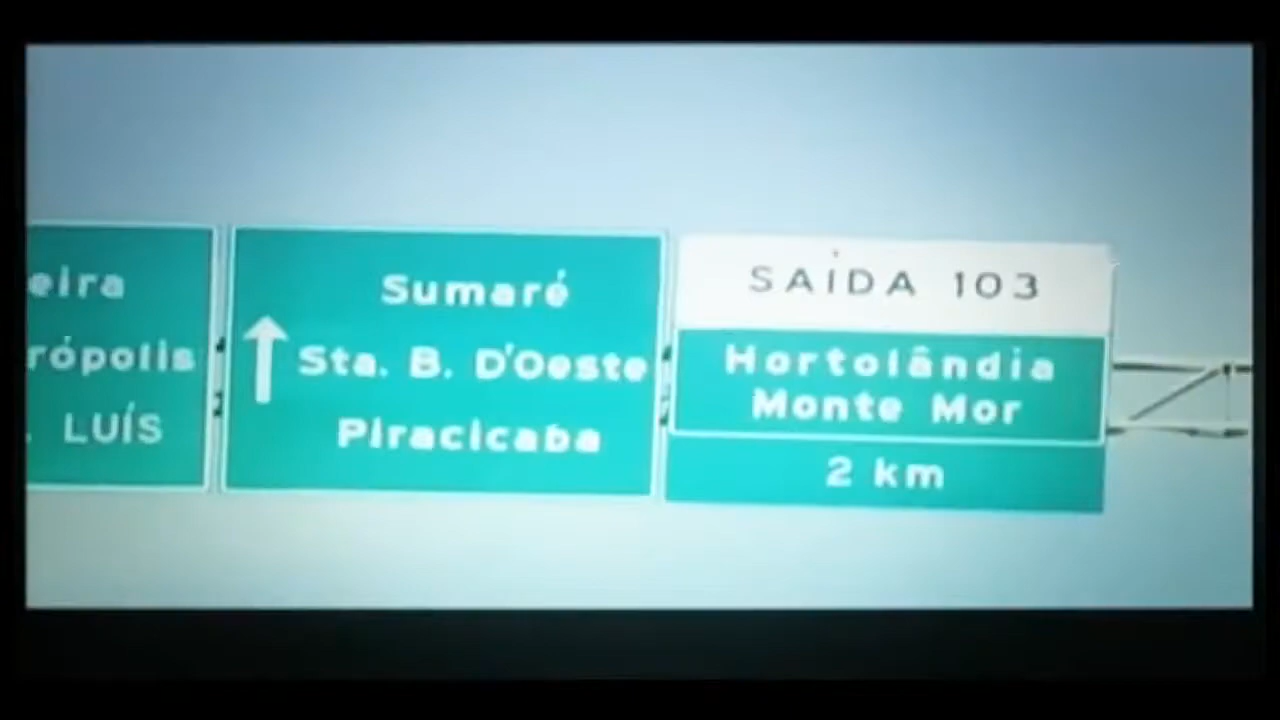 eira
rópolis
. LUÍS
Sumaré
Sta. B. D'Oeste
Piracicaba
SAÍDA 103
Hortolândia
Monte Mor
2 km